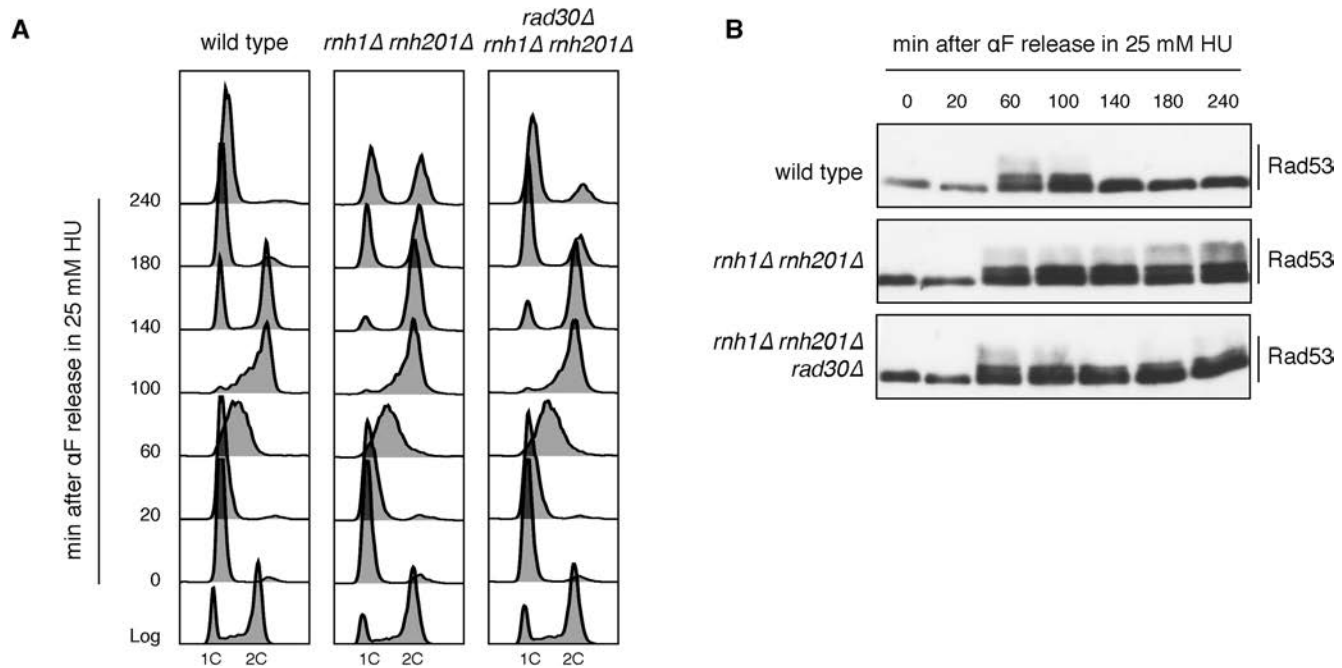 A
wild type
rnh1Δ rnh201Δ
rad30Δ
rnh1Δ rnh201Δ
min after αF release in 25 mM HU
240
180
140
100
60
20
0
Log
1C 2C 1C 2C 1C 2C
B
min after αF release in 25 mM HU
0 20 60 100 140 180 240
wild type
Rad53
rnh1Δ rnh201Δ
Rad53
rnh1Δ rnh201Δ
rad30Δ
Rad53